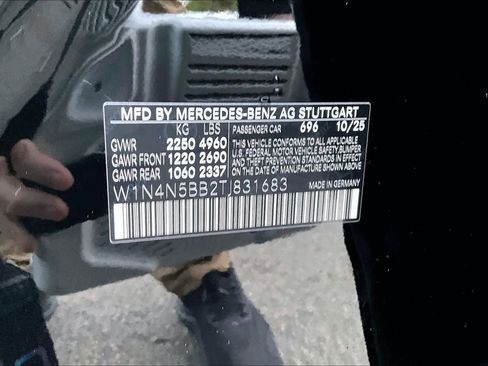 MFD BY MERCEDES-BENZ AG STUTTGART
KG LBS PASSENGER CAR 696 10/25
GVWR 2250 4960 THIS VEHICLE CONFORMS TO ALL APPLICABLE
GAWR FRONT 1220 2690 U.S. FEDERAL MOTOR VEHICLE SAFETY, BUMPER
GAWR REAR 1060 2337 AND THEFT PREVENTION STANDARDS IN EFFECT
ON THE DATE OF MANUFACTURE SHOWN ABOVE.
W1N4N5BB2TJ831683 MADE IN GERMANY